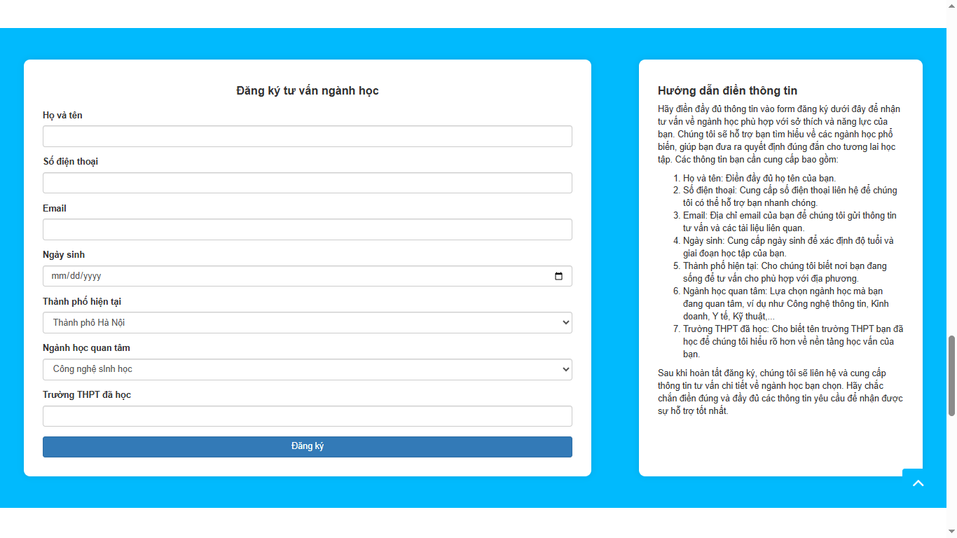 Đăng ký tư vấn ngành học
Họ và tên
Số điện thoại
Email
Ngày sinh
mm/dd/yyyy
Thành phố hiện tại
Thành phố Hà Nội
Ngành học quan tâm
Công nghệ sinh học
Trường THPT đã học
Đăng ký
Hướng dẫn điền thông tin
Hãy điền đầy đủ thông tin vào form đăng ký dưới đây để nhận
tư vấn về ngành học phù hợp với sở thích và năng lực của
bạn. Chúng tôi sẽ hỗ trợ bạn tìm hiểu về các ngành học phổ
biến, giúp bạn đưa ra quyết định đúng đắn cho tương lai học
tập. Các thông tin bạn cần cung cấp bao gồm:
1. Họ và tên: Điền đầy đủ họ tên của bạn.
2. Số điện thoại: Cung cấp số điện thoại liên hệ để chúng
tôi có thể hỗ trợ bạn nhanh chóng.
3. Email: Địa chỉ email của bạn để chúng tôi gửi thông tin
tư vấn và các tài liệu liên quan.
4. Ngày sinh: Cung cấp ngày sinh để xác định độ tuổi và
giai đoạn học tập của bạn.
5. Thành phố hiện tại: Cho chúng tôi biết nơi bạn đang
sống để tư vấn cho phù hợp với địa phương.
6. Ngành học quan tâm: Lựa chọn ngành học mà bạn
đang quan tâm, ví dụ như Công nghệ thông tin, Kinh
doanh, Y tế, Kỹ thuật,...
7. Trường THPT đã học: Cho biết tên trường THPT bạn đã
học để chúng tôi hiểu rõ hơn về nền tảng học vấn của
bạn.
Sau khi hoàn tất đăng ký, chúng tôi sẽ liên hệ và cung cấp
thông tin tư vấn chi tiết về ngành học bạn chọn. Hãy chắc
chắn điền đúng và đầy đủ các thông tin yêu cầu để nhận được
sự hỗ trợ tốt nhất.